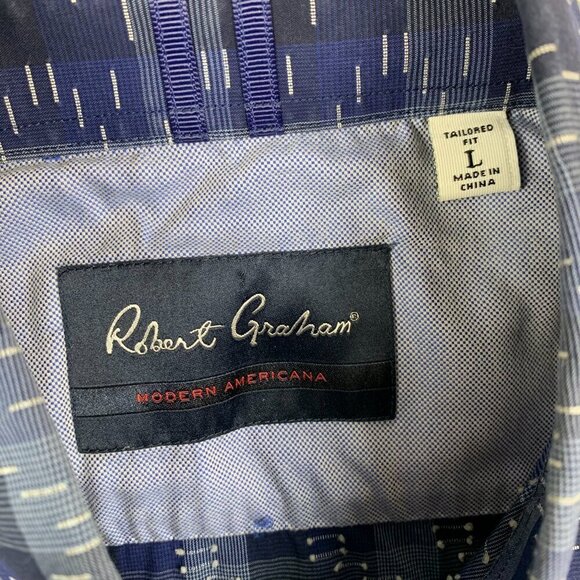 TAILORED
FIT
L
MADE IN
CHINA
Robert Graham®
MODERN AMERICANA